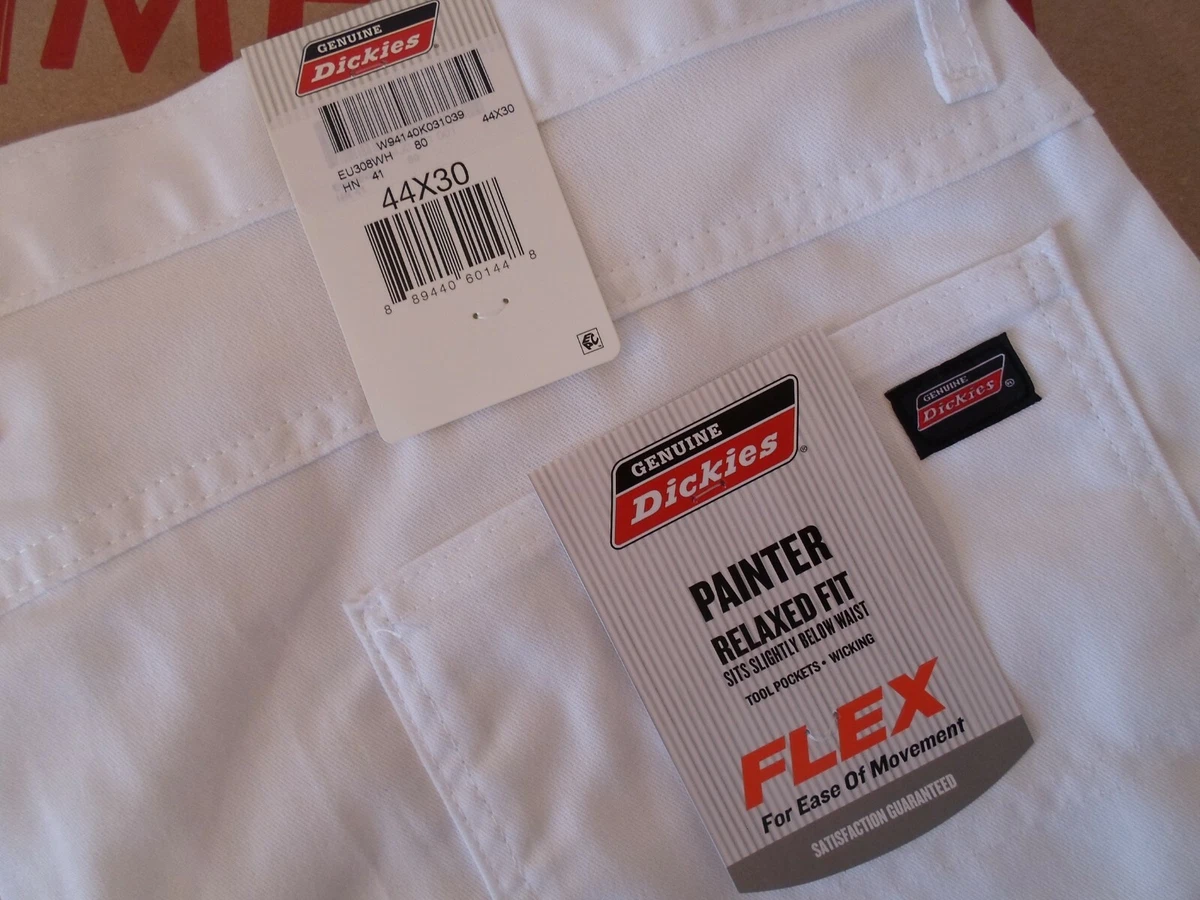 GENUINE
Dickies®
W94140K031039
EU308WH 80 44X30
HN 41
44X30
8 89440 60144 8
GENUINE
Dickies®
GENUINE
Dickies®
PAINTER
RELAXED FIT
SITS SLIGHTLY BELOW WAIST
TOOL POCKETS • WICKING
FLEX
For Ease Of Movement
SATISFACTION GUARANTEED